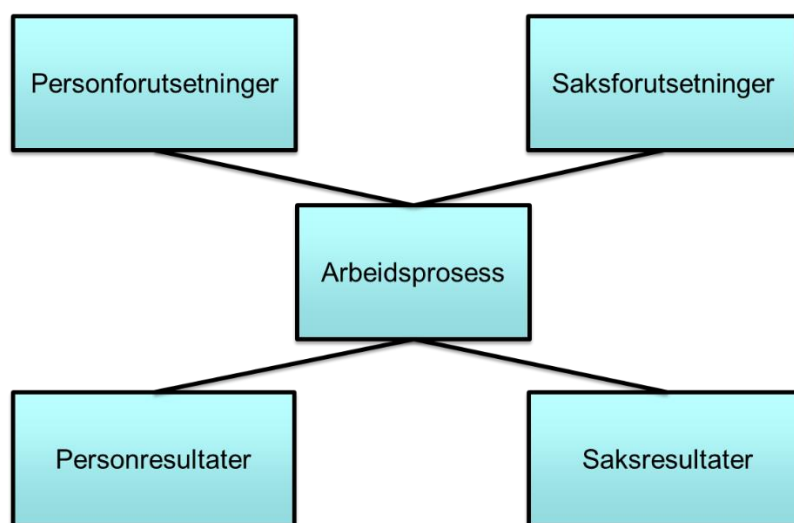 Personforutsetninger
Saksforutsetninger
Arbeidsprosess
Personresultater
Saksresultater